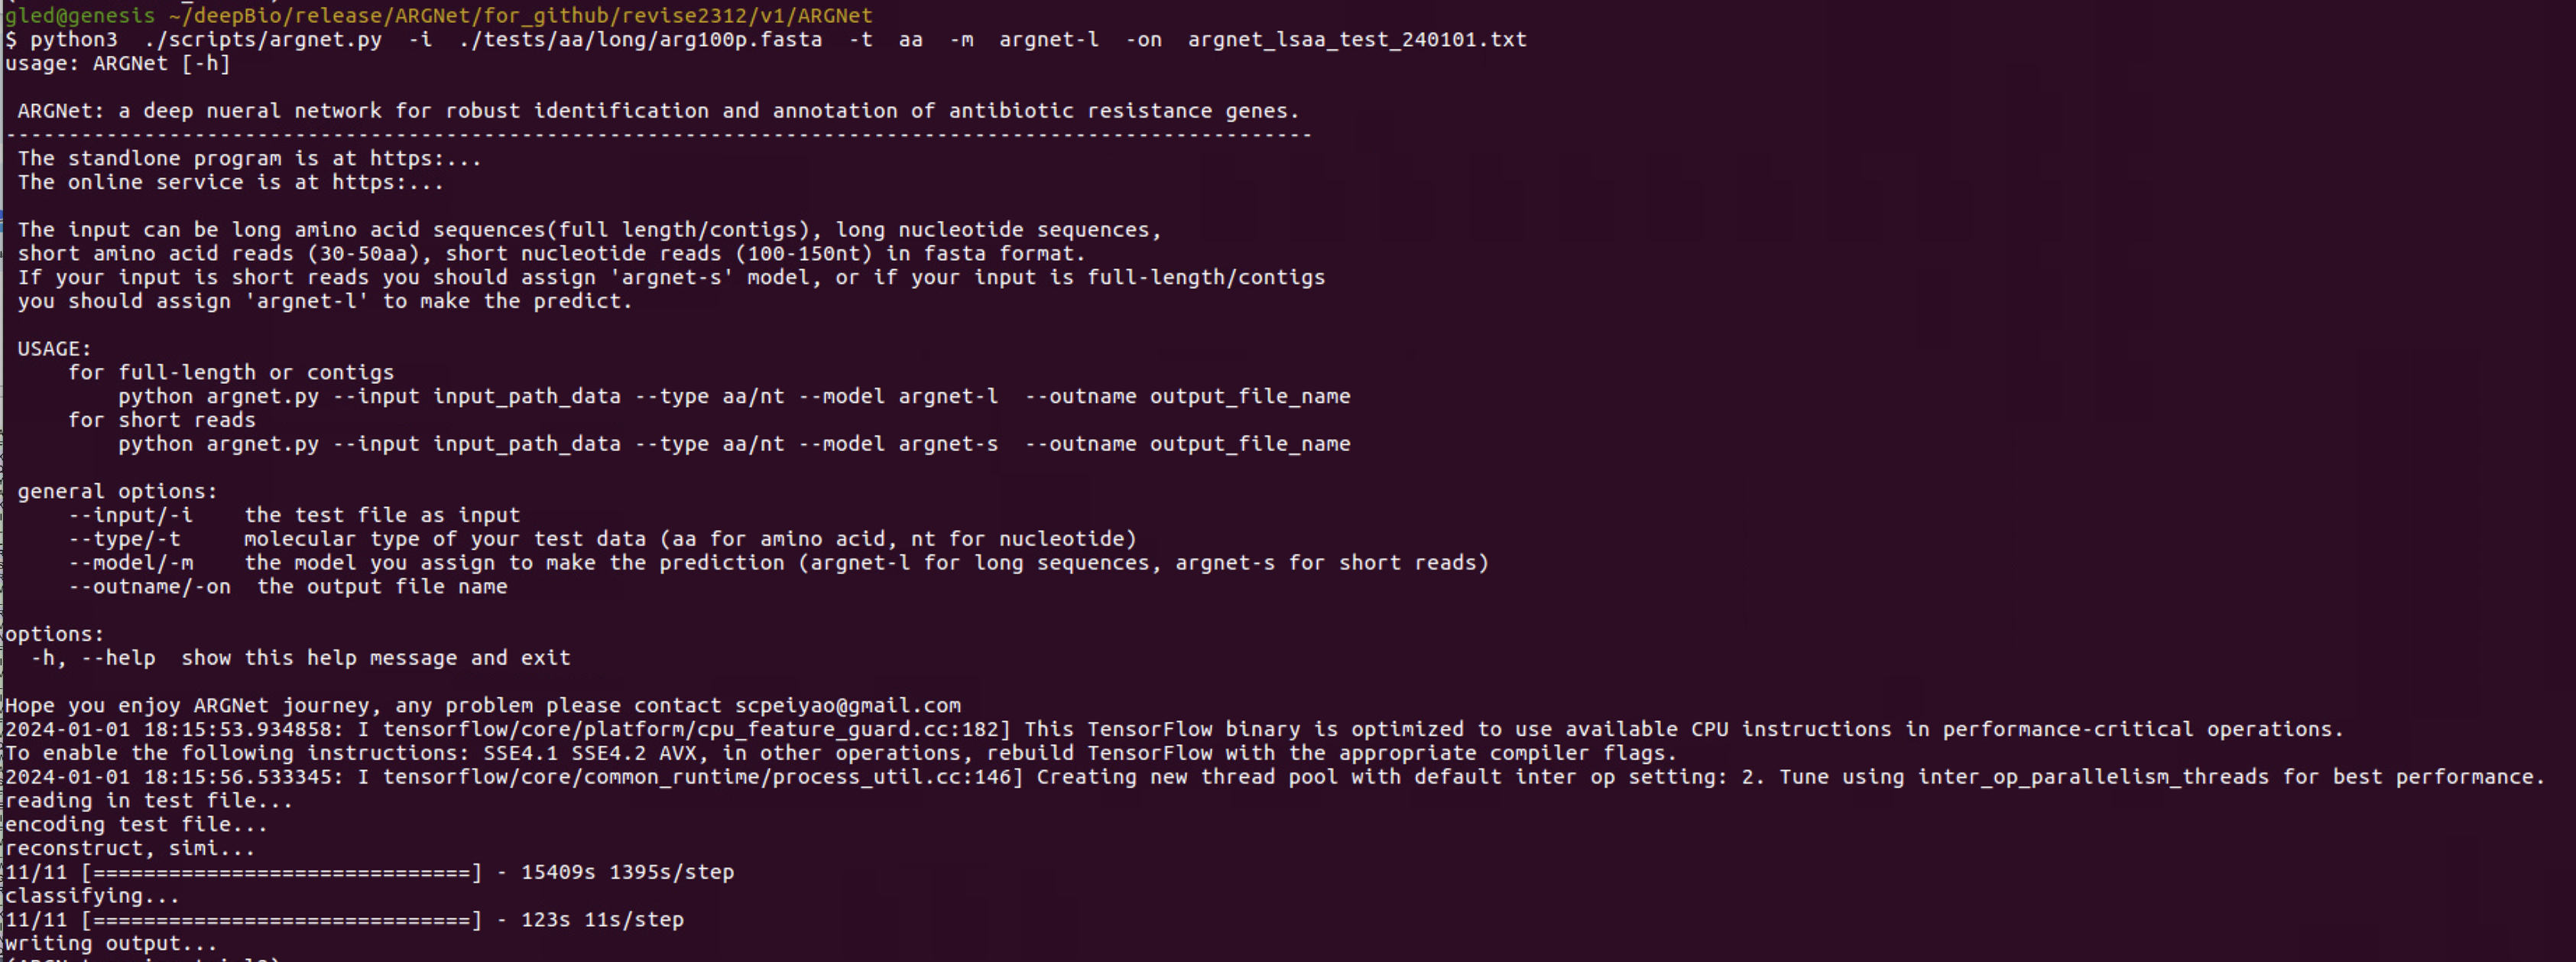 gled@genesis ~/deepBio/release/ARGNet/for_github/revise2312/v1/ARGNet
$ python3  ./scripts/argnet.py  -i  ./tests/aa/long/arg100p.fasta  -t  aa  -m  argnet-l  -on  argnet_lsaa_test_240101.txt
usage: ARGNet [-h]
ARGNet: a deep nueral network for robust identification and annotation of antibiotic resistance genes.
--------------------------------------------------------------------------------------------------------
The standlone program is at https:...
The online service is at https:...
The input can be long amino acid sequences(full length/contigs), long nucleotide sequences,
short amino acid reads (30-50aa), short nucleotide reads (100-150nt) in fasta format.
If your input is short reads you should assign 'argnet-s' model, or if your input is full-length/contigs
you should assign 'argnet-l' to make the predict.
USAGE:
for full-length or contigs
python argnet.py --input input_path_data --type aa/nt --model argnet-l  --outname output_file_name
for short reads
python argnet.py --input input_path_data --type aa/nt --model argnet-s  --outname output_file_name
general options:
--input/-i    the test file as input
--type/-t     molecular type of your test data (aa for amino acid, nt for nucleotide)
--model/-m    the model you assign to make the prediction (argnet-l for long sequences, argnet-s for short reads)
--outname/-on  the output file name
options:
-h, --help  show this help message and exit
Hope you enjoy ARGNet journey, any problem please contact scpeiyao@gmail.com
2024-01-01 18:15:53.934858: I tensorflow/core/platform/cpu_feature_guard.cc:182] This TensorFlow binary is optimized to use available CPU instructions in performance-critical operations.
To enable the following instructions: SSE4.1 SSE4.2 AVX, in other operations, rebuild TensorFlow with the appropriate compiler flags.
2024-01-01 18:15:56.533345: I tensorflow/core/common_runtime/process_util.cc:146] Creating new thread pool with default inter op setting: 2. Tune using inter_op_parallelism_threads for best performance.
reading in test file...
encoding test file...
reconstruct, simi...
11/11 [==============================] - 15409s 1395s/step
classifying...
11/11 [==============================] - 123s 11s/step
writing output...